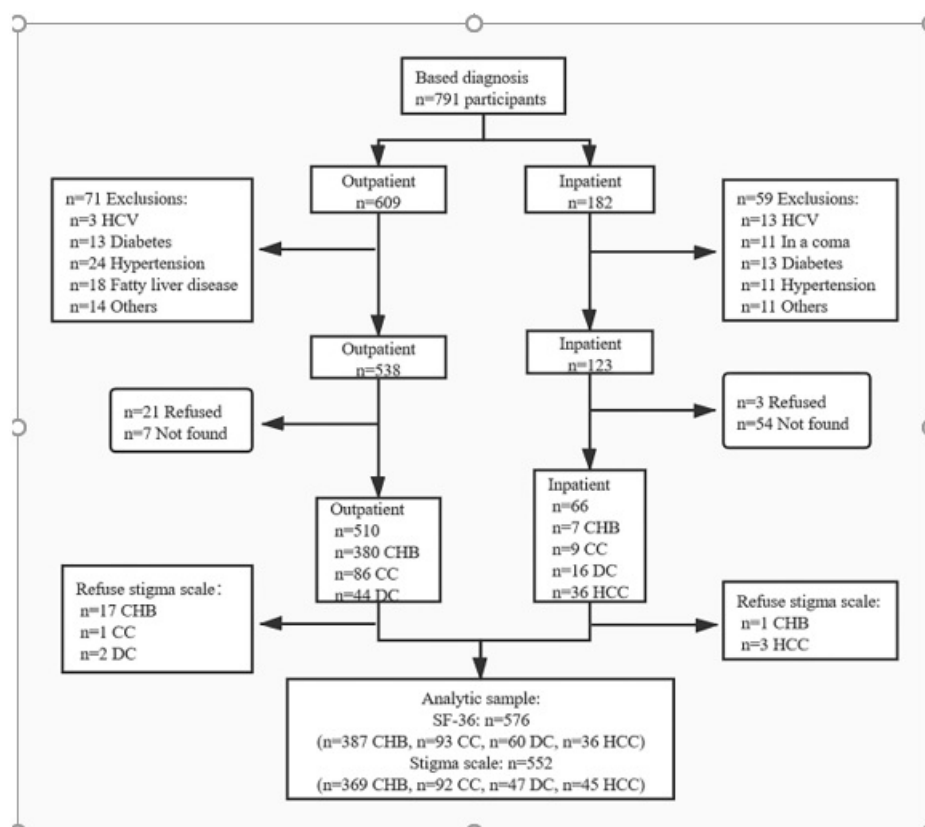 Based diagnosis
n=791 participants
Outpatient
n=609
Inpatient
n=182
n=71 Exclusions:
n=3 HCV
n=13 Diabetes
n=24 Hypertension
n=18 Fatty liver disease
n=14 Others
n=59 Exclusions:
n=13 HCV
n=11 In a coma
n=13 Diabetes
n=11 Hypertension
n=11 Others
Outpatient
n=538
Inpatient
n=123
n=21 Refused
n=7 Not found
n=3 Refused
n=54 Not found
Outpatient
n=510
n=380 CHB
n=86 CC
n=44 DC
Inpatient
n=66
n=7 CHB
n=9 CC
n=16 DC
n=36 HCC
Refuse stigma scale:
n=17 CHB
n=1 CC
n=2 DC
Refuse stigma scale:
n=1 CHB
n=3 HCC
Analytic sample:
SF-36: n=576
(n=387 CHB, n=93 CC, n=60 DC, n=36 HCC)
Stigma scale: n=552
(n=369 CHB, n=92 CC, n=47 DC, n=45 HCC)